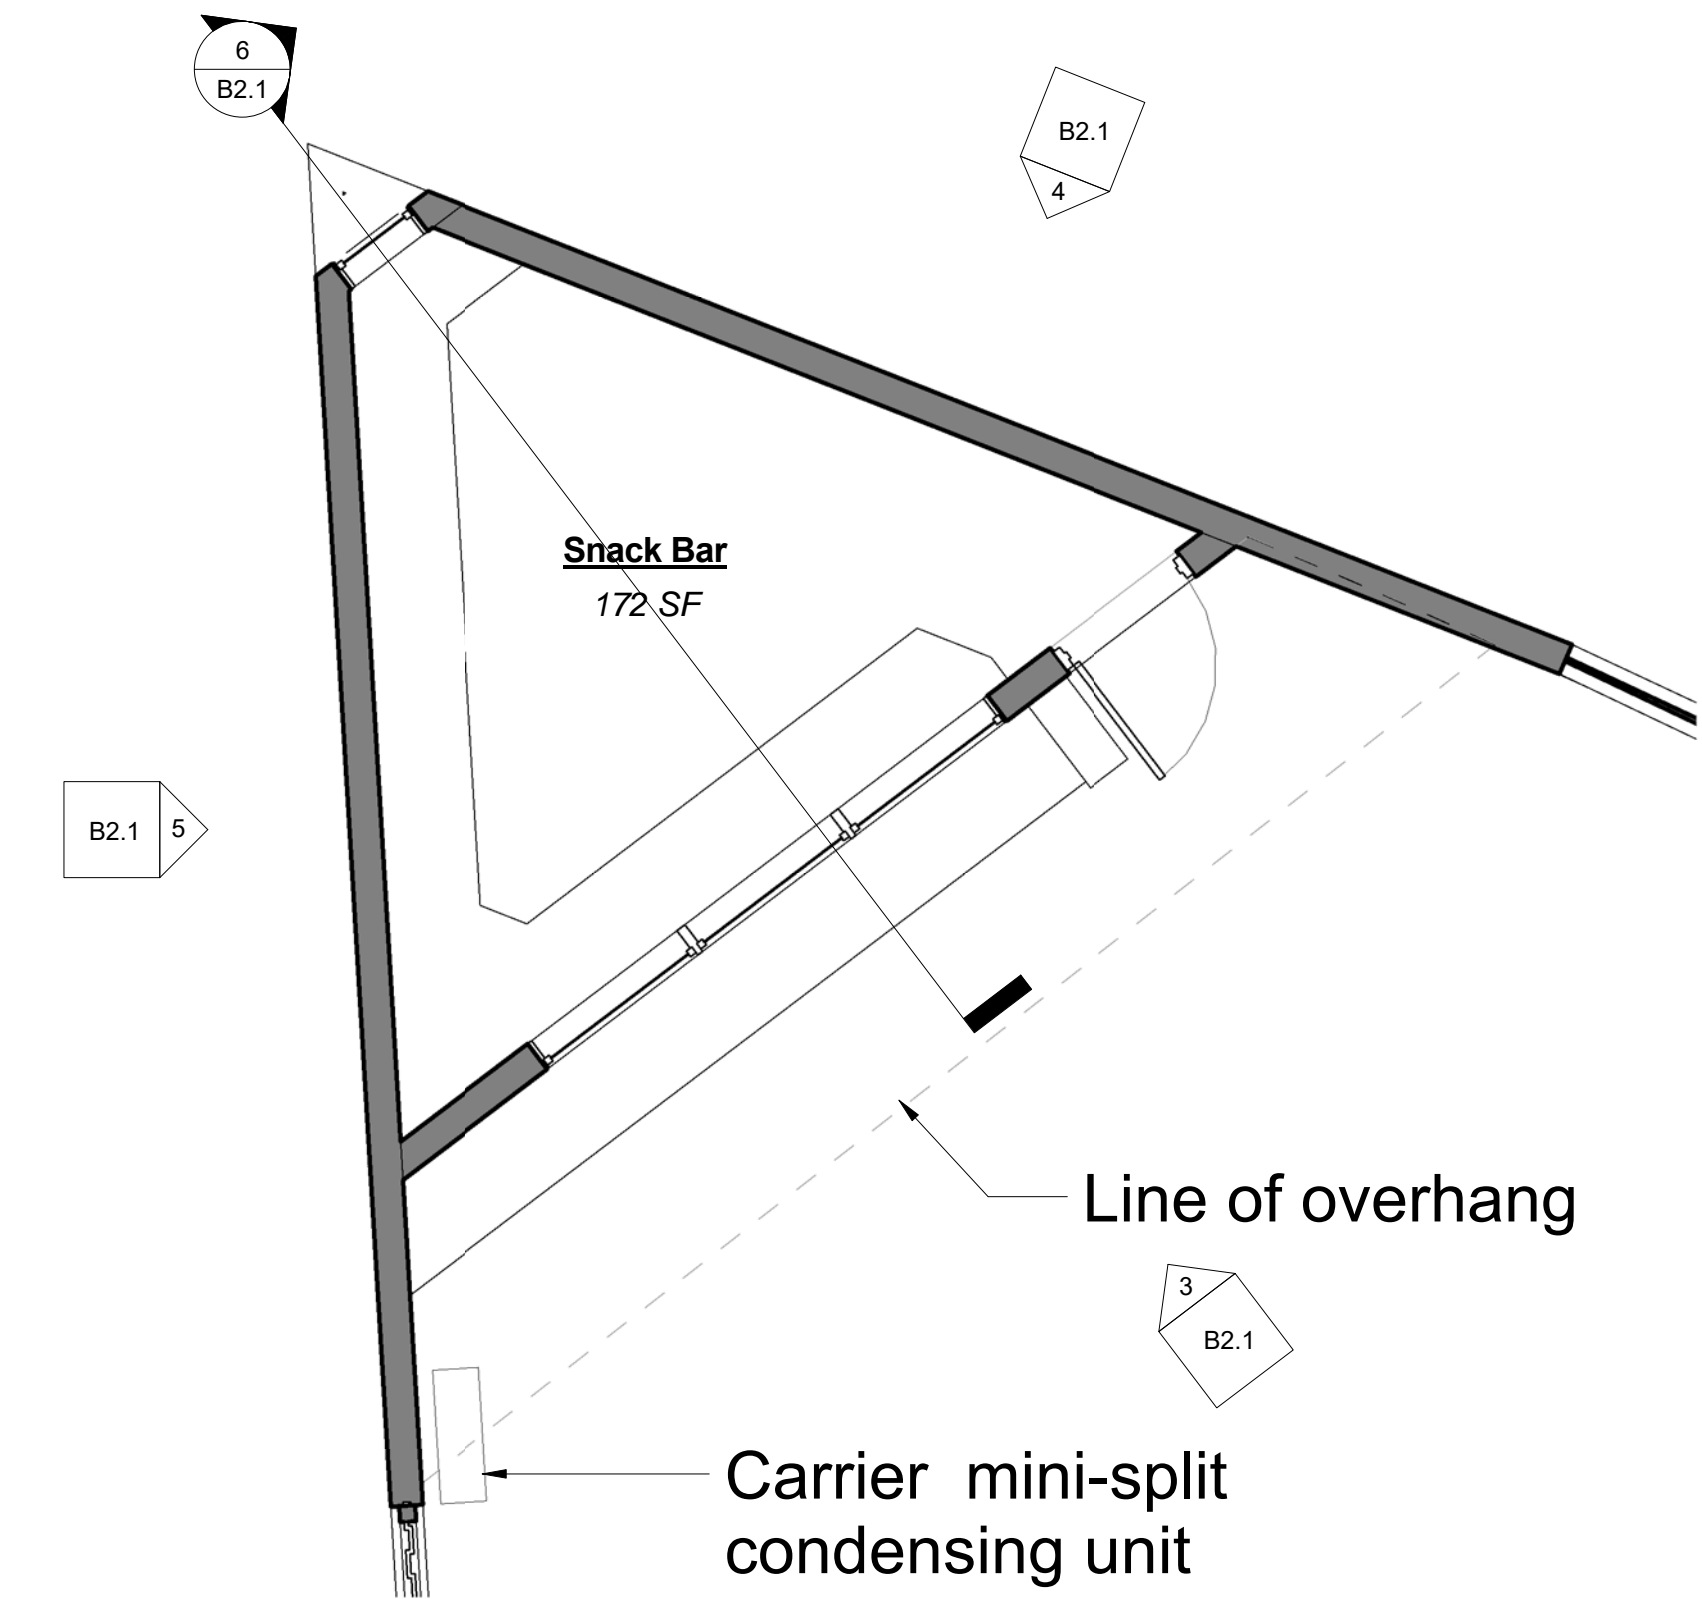 6
B2.1
B2.1
4
Snack Bar
172 SF
B2.1
5
Line of overhang
3
B2.1
Carrier mini-split
condensing unit